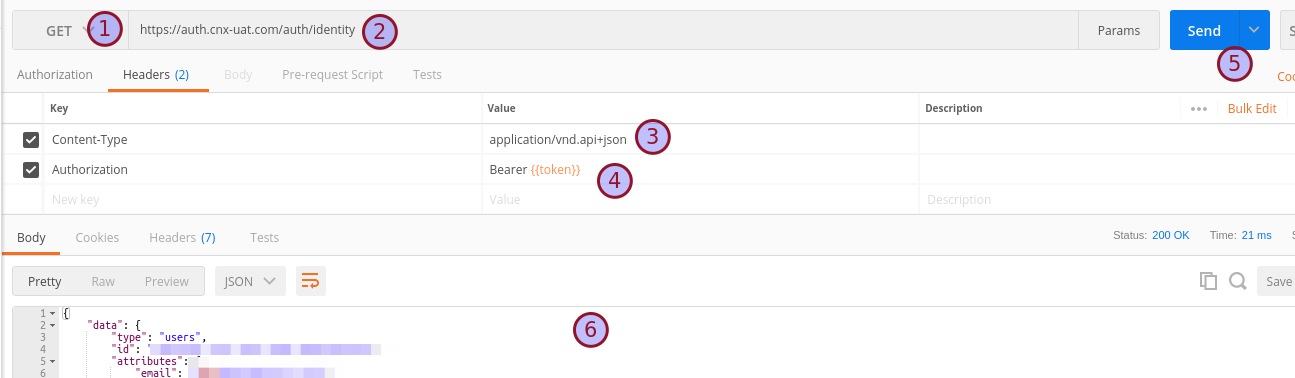 GET 1 https://auth.cnx-uat.com/auth/identity 2 Params Send S
5
Authorization Headers (2) Body Pre-request Script Tests Coo
Key Value Description ••• Bulk Edit
Content-Type application/vnd.api+json 3
Authorization Bearer {{token}} 4
New key Value Description
Body Cookies Headers (7) Tests Status: 200 OK Time: 21 ms S
Pretty Raw Preview JSON Save
1 {
2 "data": { 6
3 "type": "users",
4 "id":
5 "attributes":
6 "email":